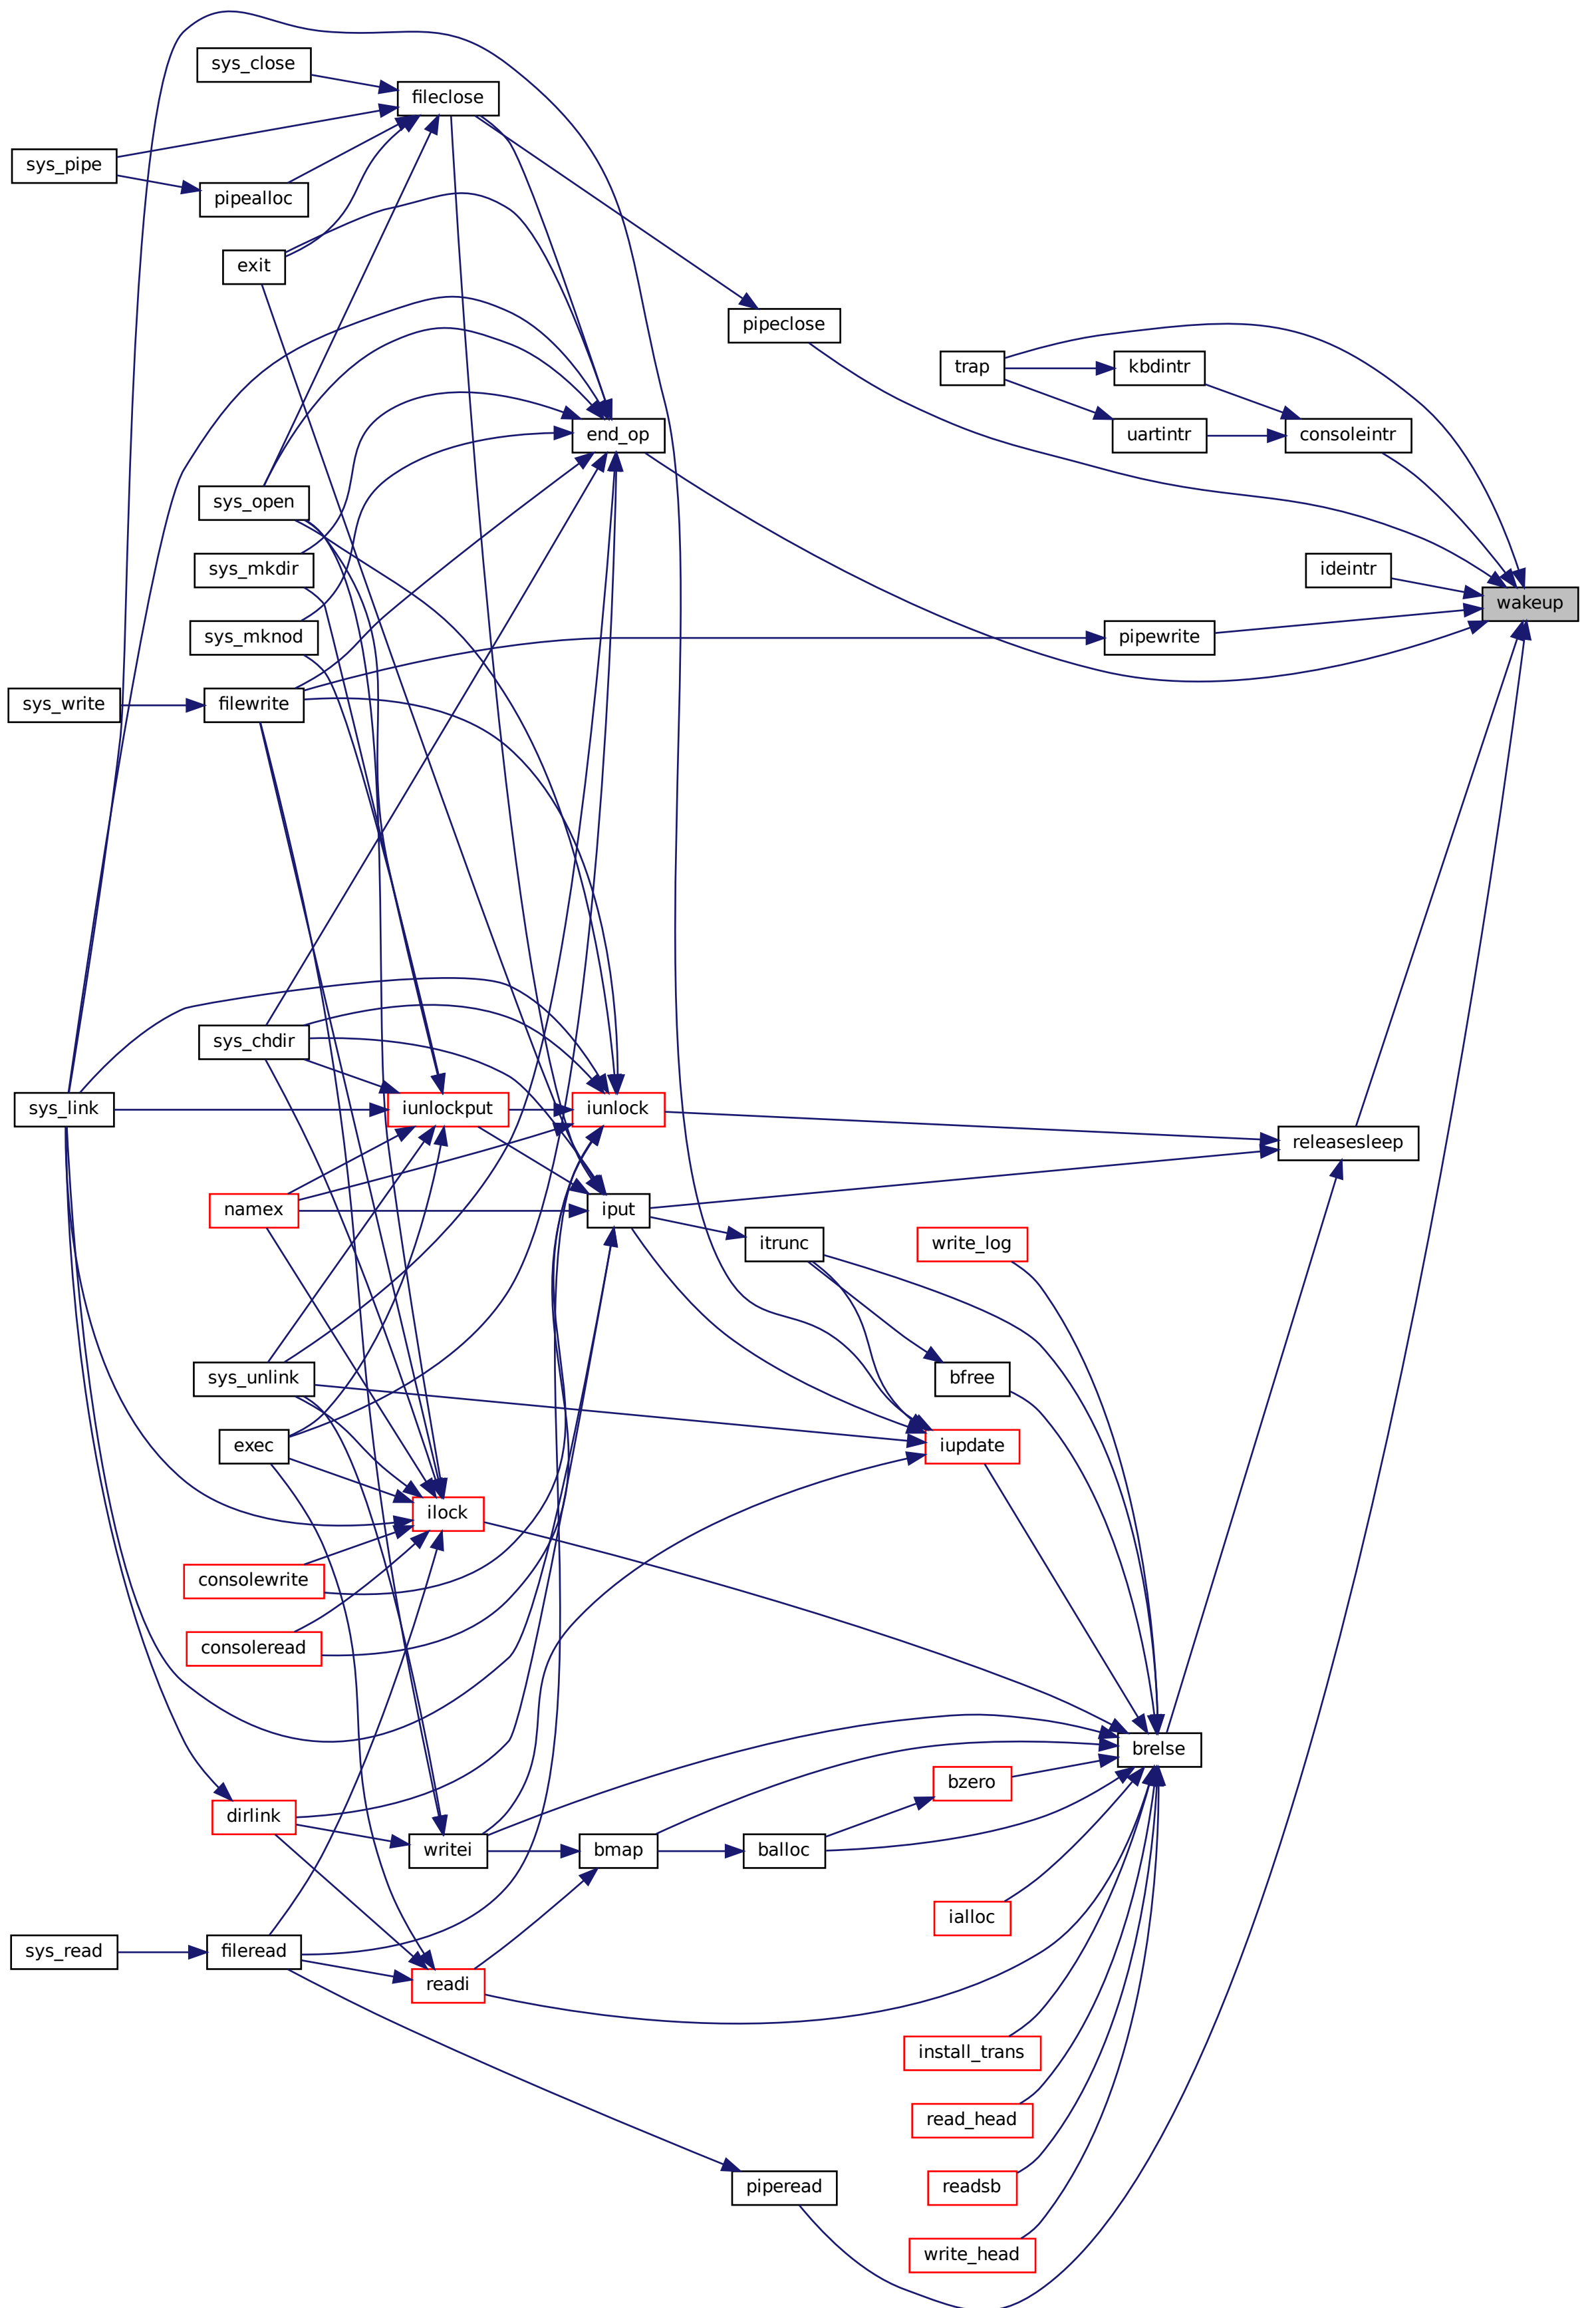 sys_close
fileclose
sys_pipe
pipealloc
exit
pipeclose
trap
kbdintr
end_op
uartintr
consoleintr
sys_open
sys_mkdir
ideintr
wakeup
sys_mknod
pipewrite
sys_write
filewrite
sys_chdir
sys_link
iunlockput
iunlock
releasesleep
namex
iput
itrunc
write_log
sys_unlink
bfree
exec
iupdate
ilock
consolewrite
consoleread
brelse
bzero
dirlink
writei
bmap
balloc
ialloc
sys_read
fileread
readi
install_trans
read_head
piperead
readsb
write_head